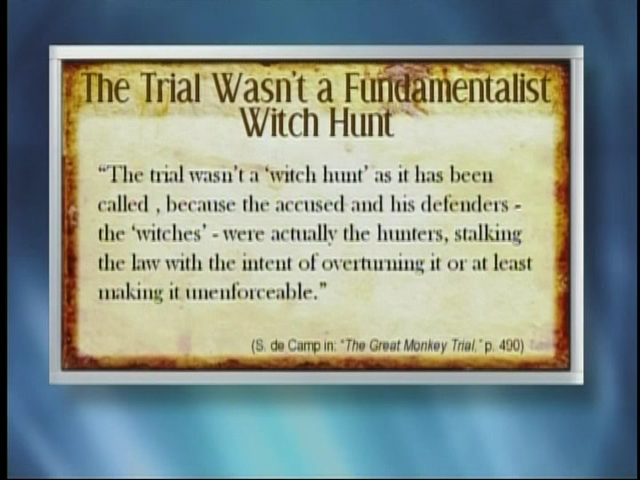 The Trial Wasn't a Fundamentalist
Witch Hunt
“The trial wasn't a ‘witch hunt’ as it has been
called , because the accused and his defenders -
the ‘witches’ - were actually the hunters, stalking
the law with the intent of overturning it or at least
making it unenforceable.”
(S. de Camp in: “The Great Monkey Trial,” p. 490)